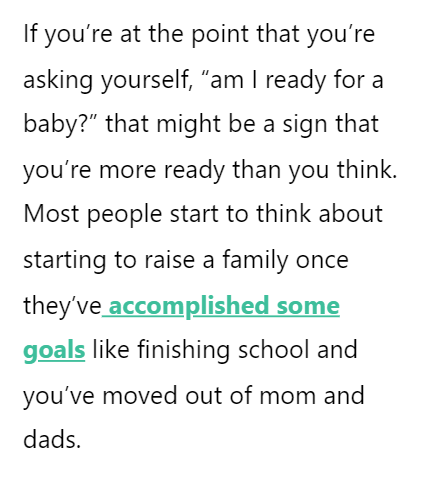 If you’re at the point that you’re
asking yourself, “am I ready for a
baby?” that might be a sign that
you’re more ready than you think.
Most people start to think about
starting to raise a family once
they’ve accomplished some
goals like finishing school and
you’ve moved out of mom and
dads.